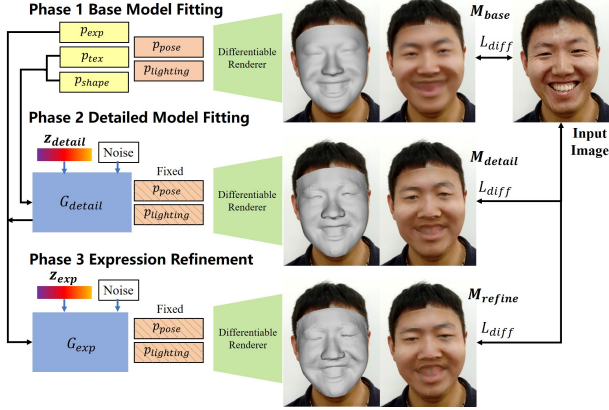 Phase 1 Base Model Fitting
p_exp
p_tex
p_shape
p_pose
p_lighting
Differentiable
Renderer
M_base
L_diff
Input
Image
Phase 2 Detailed Model Fitting
z_detail
Noise
G_detail
Fixed
p_pose
p_lighting
Differentiable
Renderer
M_detail
L_diff
Phase 3 Expression Refinement
z_exp
Noise
G_exp
Fixed
p_pose
p_lighting
Differentiable
Renderer
M_refine
L_diff